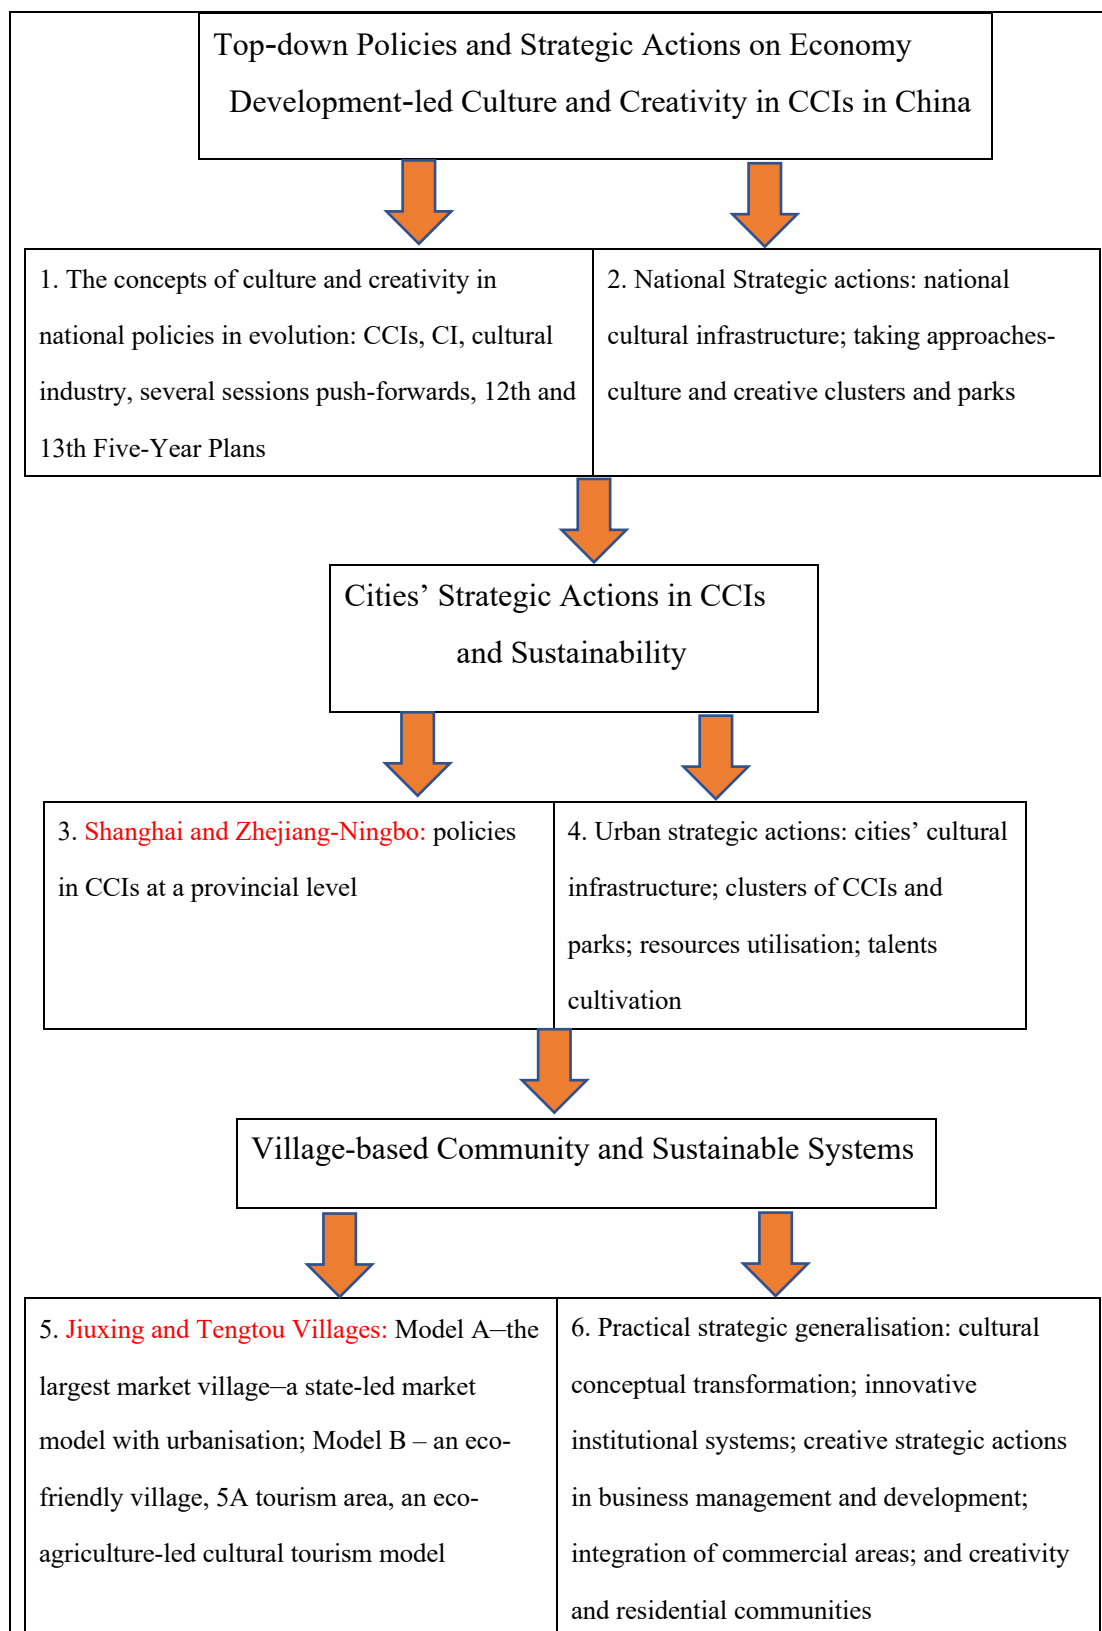 Top-down Policies and Strategic Actions on Economy
Development-led Culture and Creativity in CCIs in China
1. The concepts of culture and creativity in
national policies in evolution: CCIs, CI, cultural
industry, several sessions push-forwards, 12th and
13th Five-Year Plans
2. National Strategic actions: national
cultural infrastructure; taking approaches-
culture and creative clusters and parks
Cities’ Strategic Actions in CCIs
and Sustainability
3. Shanghai and Zhejiang-Ningbo: policies
in CCIs at a provincial level
4. Urban strategic actions: cities’ cultural
infrastructure; clusters of CCIs and
parks; resources utilisation; talents
cultivation
Village-based Community and Sustainable Systems
5. Jiuxing and Tengtou Villages: Model A–the
largest market village–a state-led market
model with urbanisation; Model B – an eco-
friendly village, 5A tourism area, an eco-
agriculture-led cultural tourism model
6. Practical strategic generalisation: cultural
conceptual transformation; innovative
institutional systems; creative strategic actions
in business management and development;
integration of commercial areas; and creativity
and residential communities